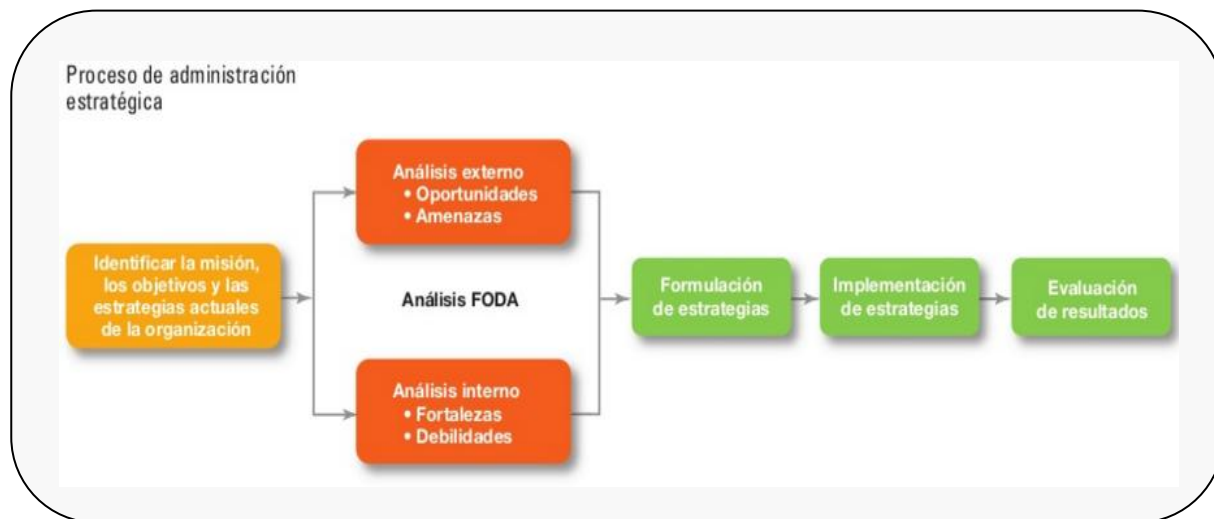 Proceso de administración
estratégica
Identificar la misión,
los objetivos y las
estrategias actuales
de la organización
Análisis externo
• Oportunidades
• Amenazas
Análisis FODA
Análisis interno
• Fortalezas
• Debilidades
Formulación
de estrategias
Implementación
de estrategias
Evaluación
de resultados